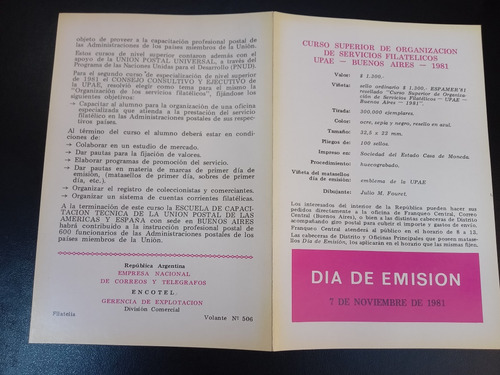 objeto de proveer a la capacitación profesional postal de
las Administraciones de los países miembros de la Unión.
Estos cursos de nivel superior contaron además con el
apoyo de la UNION POSTAL UNIVERSAL, a través del
Programa de las Naciones Unidas para el Desarrollo (PNUD).
Para el segundo curso de especialización de nivel superior
de 1981 el CONSEJO CONSULTIVO Y EJECUTIVO de
la UPAE, resolvió elegir como tema para el mismo la
"Organización de los servicios filatélicos", fijándose los
siguientes objetivos:
→ Capacitar al alumno para la organización de una oficina
especializada que atienda a la prestación del servicio
filatélico en las Administraciones postales de sus respec-
tivos países.
Al término del curso el alumno deberá estar en condi-
ciones de:
→ Colaborar en un estudio de mercado.
→ Dar pautas para la fijación de valores.
→ Elaborar programas de promoción del servicio.
→ Dar pautas en materia de marcas de primer día de
emisión, (matasellos de primer día, sobres de primer
día, etc.).
→ Organizar el registro de coleccionistas y comerciantes.
→ Organizar un sistema de cuentas corrientes filatélicas.
A la terminación de este curso la ESCUELA DE CAPACI-
TACION TECNICA DE LA UNION POSTAL DE LAS
AMERICAS Y ESPAÑA con sede en BUENOS AIRES
habrá contribuido a la instrucción profesional postal de
600 funcionarios de las Administraciones postales de los
países miembros de la Unión.
República Argentina
EMPRESA NACIONAL
DE CORREOS Y TELEGRAFOS
ENCOTEL
GERENCIA DE EXPLOTACION
División Comercial
Filatelia
Volante Nº 506
CURSO SUPERIOR DE ORGANIZACION
DE SERVICIOS FILATELICOS
UPAE - BUENOS AIRES - 1981
Valor: $ 1.300.-
Viñeta: sello ordinario $ 1.300.- ESPAMER'81
resellado "Curso Superior de Organiza-
ción de Servicios Filatélicos - UPAE -
Buenos Aires - 1981".
Tirada: 300.000 ejemplares.
Color: ocre, sepia y negro, resello en azul.
Tamaño: 33,5 x 22 mm.
Pliegos de: 100 sellos.
Impreso en: Sociedad del Estado Casa de Moneda.
Procedimiento: huecograbado.
Viñeta del matasellos
día de emisión: emblema de la UPAE
Dibujante: Julio M. Fouret.
Los interesados del interior de la República pueden hacer sus
pedidos directamente a la oficina de Franqueo Central, Correo
Central (Buenos Aires), o bien a las distintas cabeceras de Distrito
acompañando giro postal para cubrir el importe y gastos de envío.
Franqueo Central atenderá al público en el horario de 8 a 13.
Las cabeceras de Distrito y Oficinas Principales que poseen matase-
llos Día de Emisión, los aplicarán en el horario que las mismas fijen.
DIA DE EMISION
7 DE NOVIEMBRE DE 1981